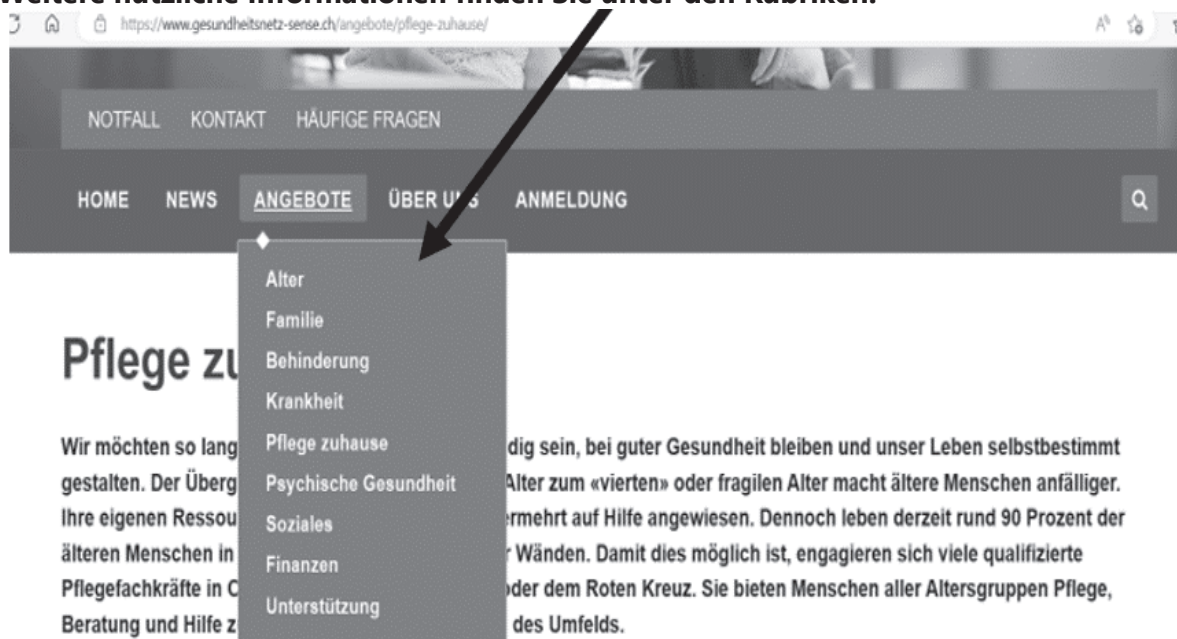 Weitere nützliche Informationen finden Sie unter den Rubriken.
https://www.gesundheitsnetz-sense.ch/angebote/pflege-zuhause/
NOTFALL KONTAKT HÄUFIGE FRAGEN
HOME NEWS ANGEBOTE ÜBER UNS ANMELDUNG
Alter
Familie
Behinderung
Krankheit
Pflege zuhause
Psychische Gesundheit
Soziales
Finanzen
Unterstützung
Pflege zu
Wir möchten so lang dig sein, bei guter Gesundheit bleiben und unser Leben selbstbestimmt
gestalten. Der Überg Alter zum «vierten» oder fragilen Alter macht ältere Menschen anfälliger.
Ihre eigenen Ressou ermehrt auf Hilfe angewiesen. Dennoch leben derzeit rund 90 Prozent der
älteren Menschen in r Wänden. Damit dies möglich ist, engagieren sich viele qualifizierte
Pflegefachkräfte in oder dem Roten Kreuz. Sie bieten Menschen aller Altersgruppen Pflege,
Beratung und Hilfe z des Umfelds.